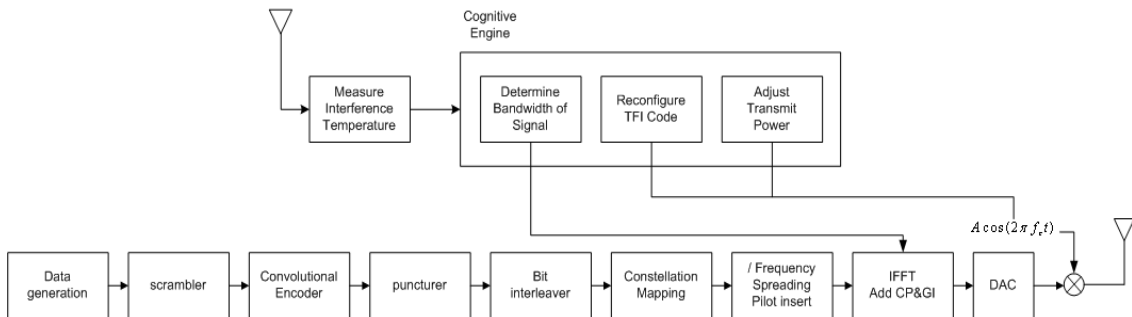 Cognitive
Engine
Measure
Interference
Temperature
Determine
Bandwidth of
Signal
Reconfigure
TFI Code
Adjust
Transmit
Power
A cos(2π f_c t)
Data
generation
scrambler
Convolutional
Encoder
puncturer
Bit
interleaver
Constellation
Mapping
/ Frequency
Spreading
Pilot insert
IFFT
Add CP&GI
DAC